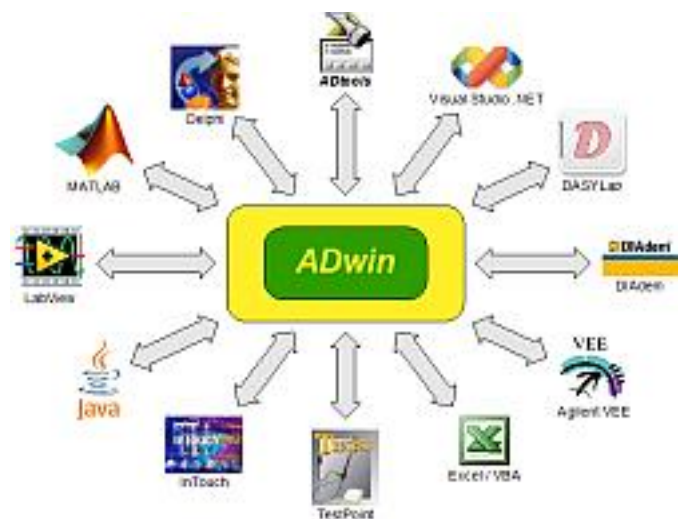 ADtools
Delphi
Visual Studio .NET
MATLAB
D
DASYLab
ADwin
DIAdem
DIAdem
LabView
VEE
Agilent VEE
Java
InTouch
Excel / VBA
TestPoint